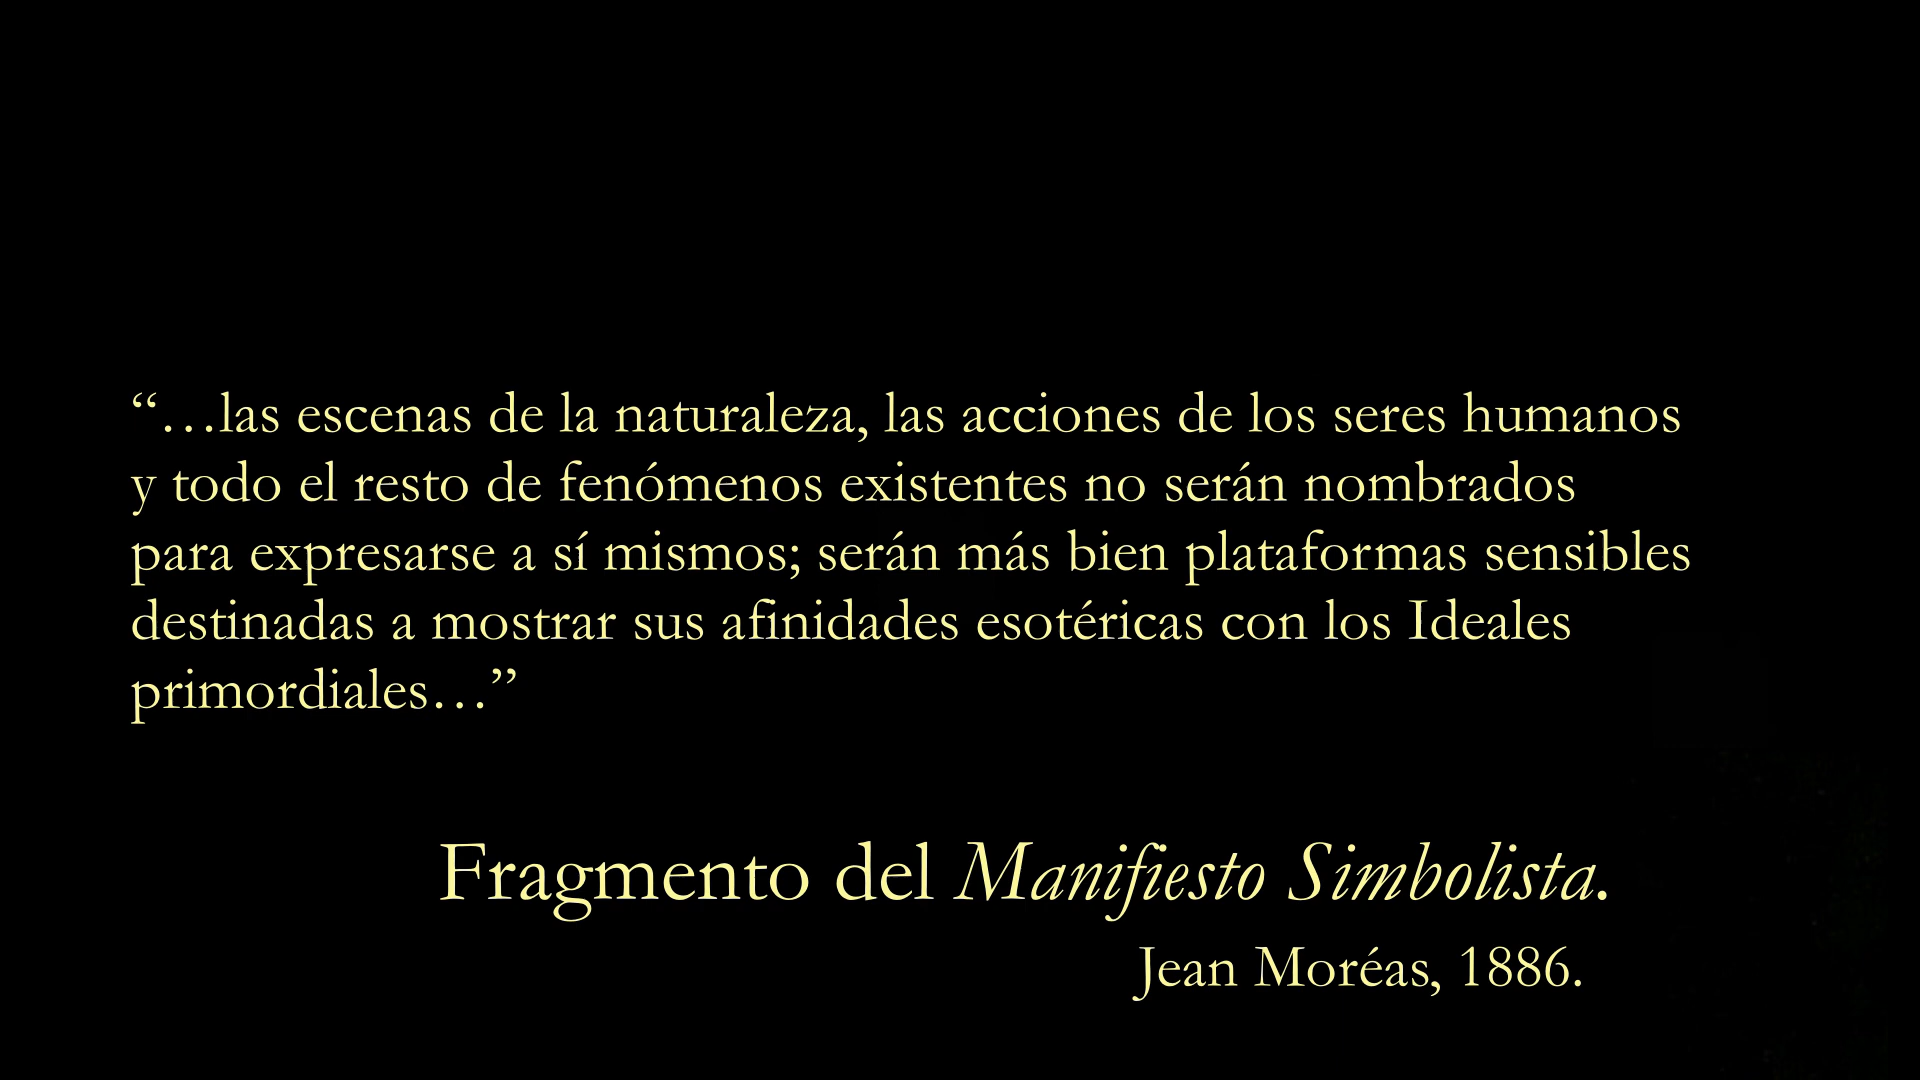 “…las escenas de la naturaleza, las acciones de los seres humanos
y todo el resto de fenómenos existentes no serán nombrados
para expresarse a sí mismos; serán más bien plataformas sensibles
destinadas a mostrar sus afinidades esotéricas con los Ideales
primordiales…”
Fragmento del Manifiesto Simbolista.
Jean Moréas, 1886.